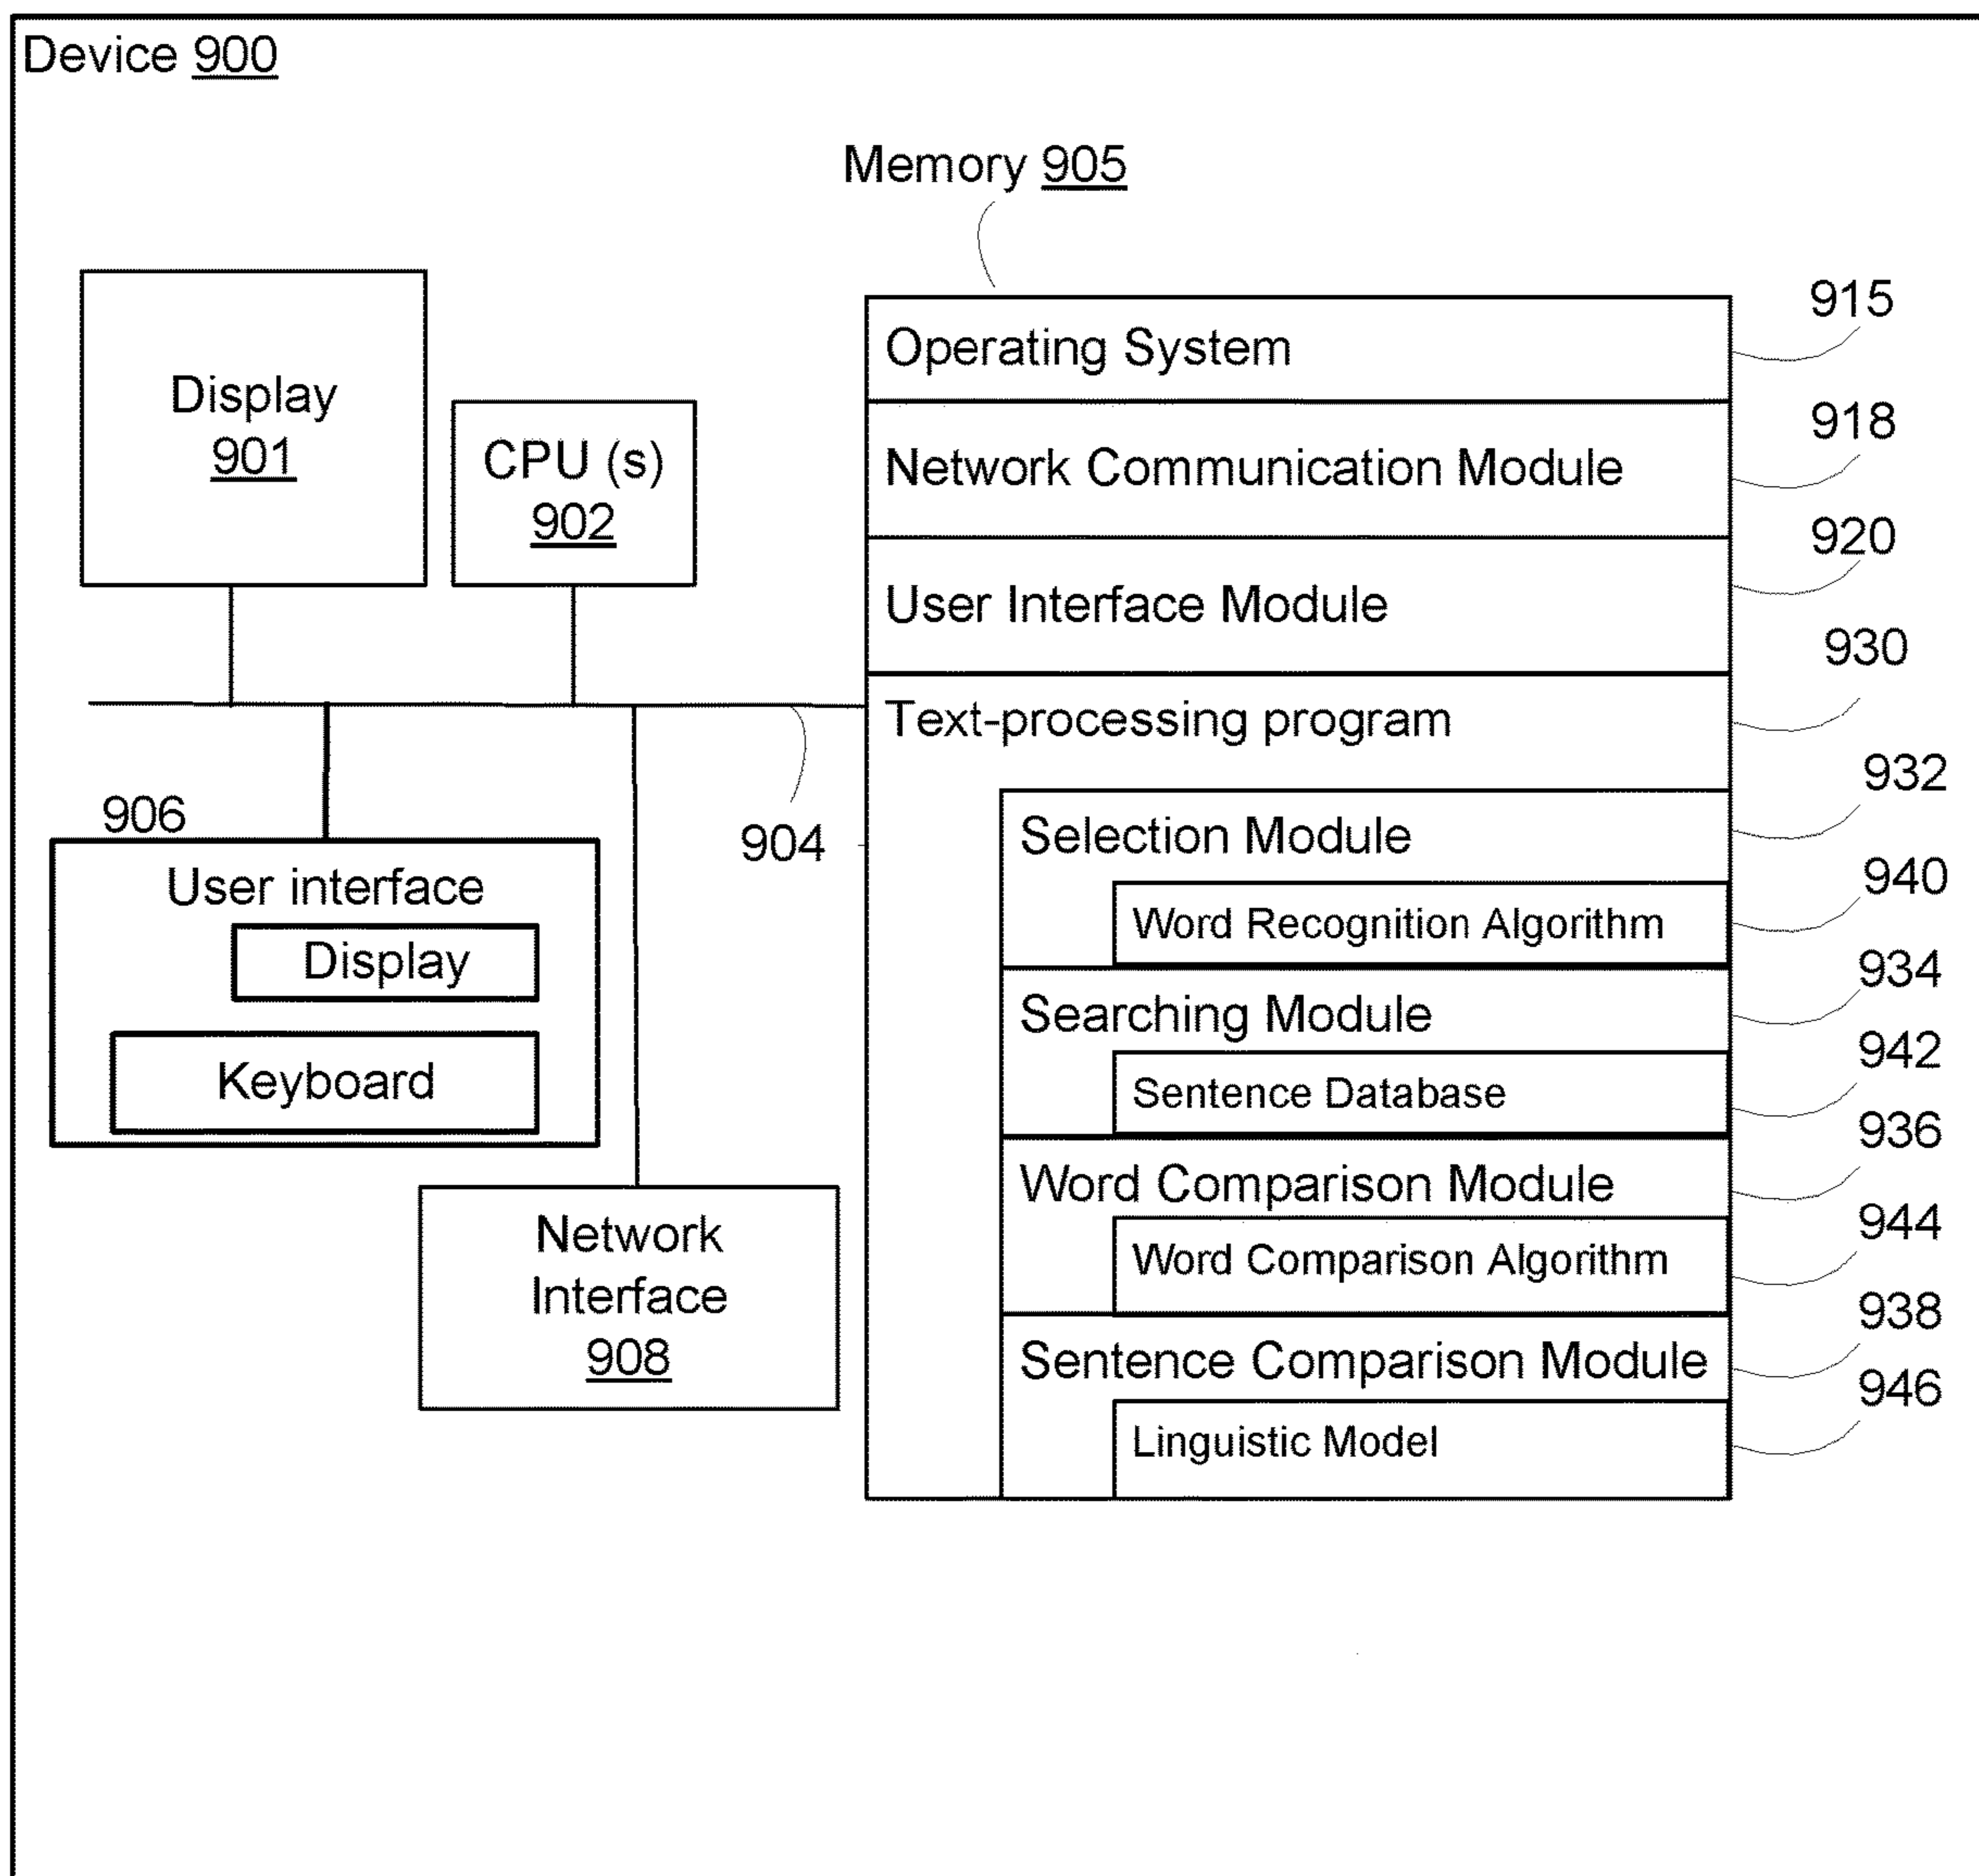 Device 900
Memory 905
Display
901
CPU (s)
902
Operating System
915
Network Communication Module
918
User Interface Module
920
Text-processing program
930
904
906
User interface
Display
Keyboard
Network
Interface
908
Selection Module
932
Word Recognition Algorithm
940
Searching Module
934
Sentence Database
942
Word Comparison Module
936
Word Comparison Algorithm
944
Sentence Comparison Module
938
Linguistic Model
946